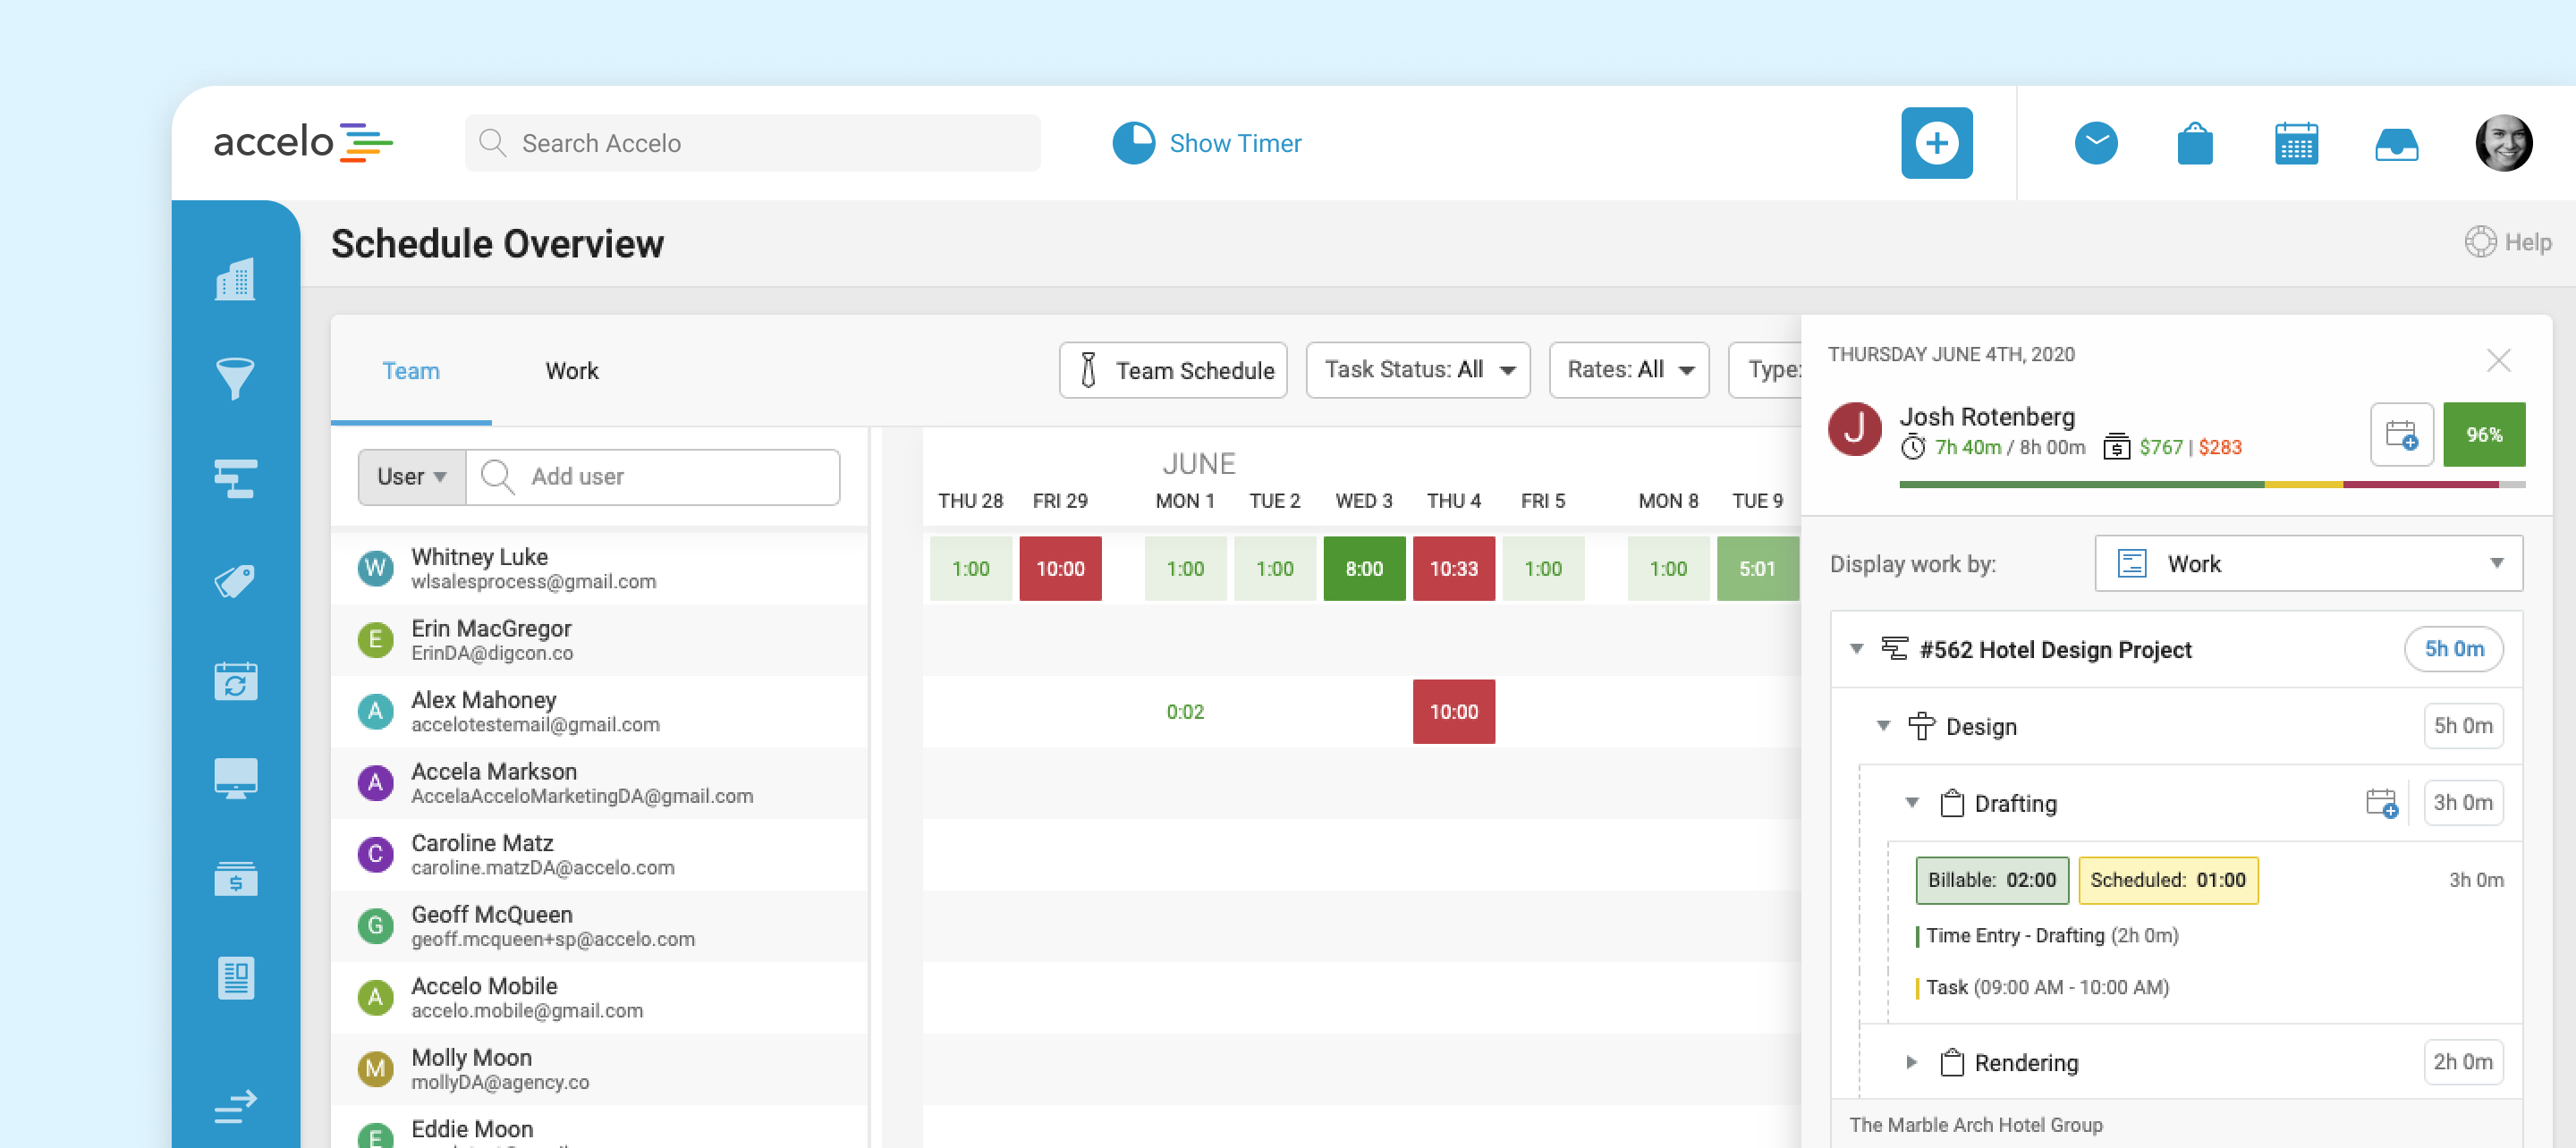 accelo
Search Accelo
Show Timer
Schedule Overview
Help
Team
Work
Team Schedule
Task Status: All
Rates: All
Type:
User
Add user
JUNE
THU 28
FRI 29
MON 1
TUE 2
WED 3
THU 4
FRI 5
MON 8
TUE 9
W
Whitney Luke
wlsalesprocess@gmail.com
1:00
10:00
1:00
1:00
8:00
10:33
1:00
1:00
5:01
E
Erin MacGregor
ErinDA@digcon.co
A
Alex Mahoney
accelotestemail@gmail.com
0:02
10:00
A
Accela Markson
AccelaAcceloMarketingDA@gmail.com
C
Caroline Matz
caroline.matzDA@accelo.com
G
Geoff McQueen
geoff.mcqueen+sp@accelo.com
A
Accelo Mobile
accelo.mobile@gmail.com
M
Molly Moon
mollyDA@agency.co
E
Eddie Moon
THURSDAY JUNE 4TH, 2020
J
Josh Rotenberg
7h 40m / 8h 00m
$767 | $283
96%
Display work by:
Work
#562 Hotel Design Project
5h 0m
Design
5h 0m
Drafting
3h 0m
Billable: 02:00
Scheduled: 01:00
3h 0m
Time Entry - Drafting (2h 0m)
Task (09:00 AM - 10:00 AM)
Rendering
2h 0m
The Marble Arch Hotel Group